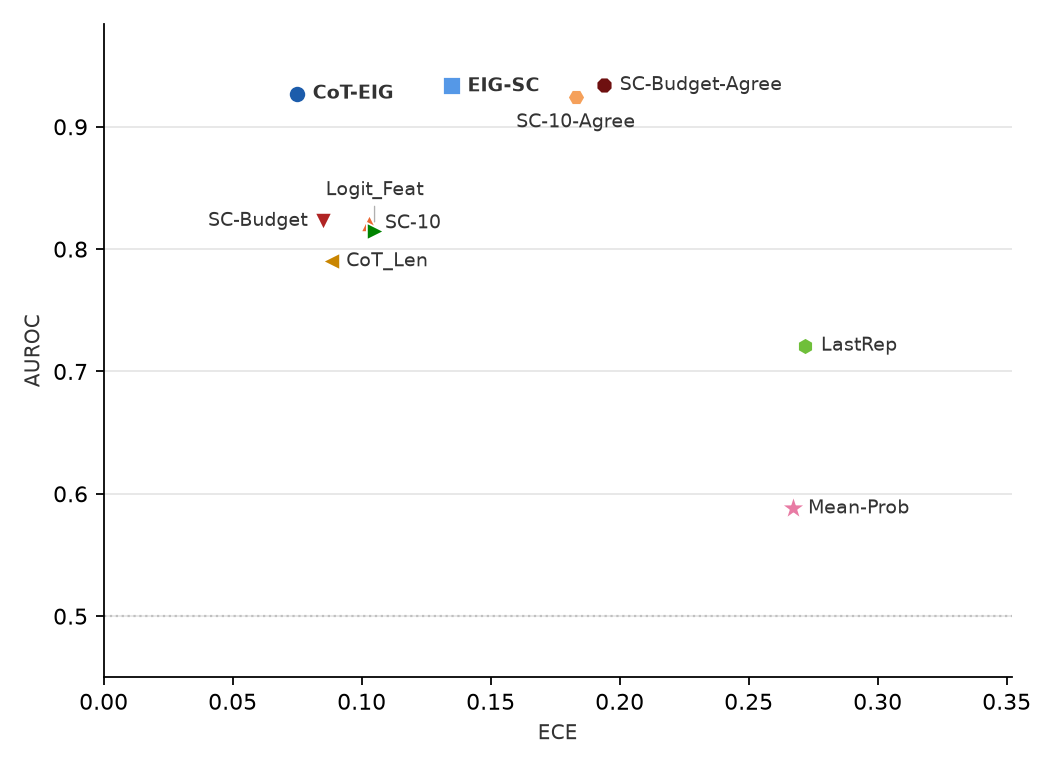 CoT-EIG
EIG-SC
SC-Budget-Agree
SC-10-Agree
0.9
Logit_Feat
SC-Budget
SC-10
0.8
CoT_Len
AUROC
LastRep
0.7
0.6
Mean-Prob
0.5
0.00 0.05 0.10 0.15 0.20 0.25 0.30 0.35
ECE